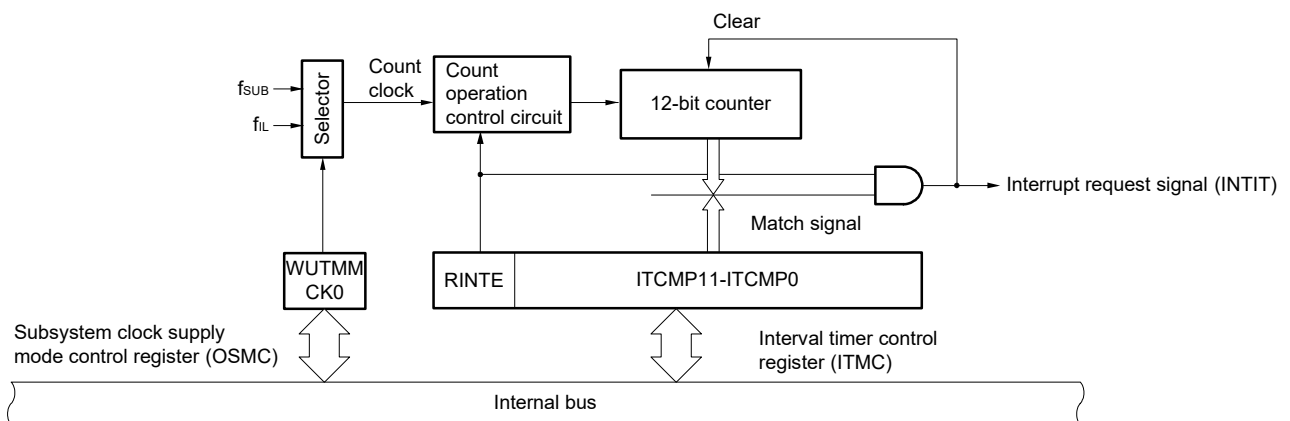 Clear
Count
clock
Count
operation
control circuit
12-bit counter
fSUB
fIL
Selector
Interrupt request signal (INTIT)
Match signal
WUTMM
CK0
RINTE
ITCMP11-ITCMP0
Subsystem clock supply
mode control register (OSMC)
Interval timer control
register (ITMC)
Internal bus